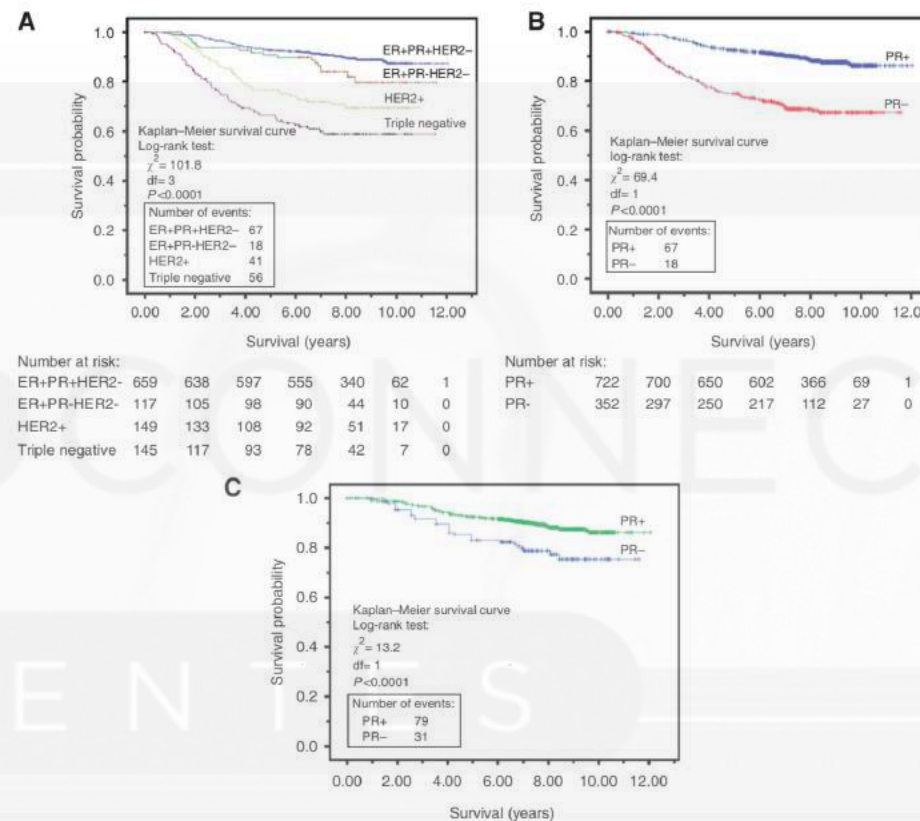 A
1.0
0.8
0.6
0.4
0.2
0.0
Survival probability
ER+PR+HER2–
ER+PR-HER2–
HER2+
Triple negative
Kaplan–Meier survival curve
Log-rank test:
χ² = 101.8
df= 3
P<0.0001
Number of events:
ER+PR+HER2– 67
ER+PR-HER2– 18
HER2+ 41
Triple negative 56
0.00 2.00 4.00 6.00 8.00 10.00 12.00
Survival (years)
Number at risk:
ER+PR+HER2- 659 638 597 555 340 62 1
ER+PR-HER2- 117 105 98 90 44 10 0
HER2+ 149 133 108 92 51 17 0
Triple negative 145 117 93 78 42 7 0
B
1.0
0.8
0.6
0.4
0.2
0.0
Survival probability
PR+
PR–
Kaplan–Meier survival curve
log-rank test:
χ² = 69.4
df= 1
P<0.0001
Number of events:
PR+ 67
PR– 18
0.00 2.00 4.00 6.00 8.00 10.00 12.00
Survival (years)
Number at risk:
PR+ 722 700 650 602 366 69 1
PR- 352 297 250 217 112 27 0
C
1.0
0.8
0.6
0.4
0.2
0.0
Survival probability
PR+
PR–
Kaplan–Meier survival curve
Log-rank test:
χ² = 13.2
df= 1
P<0.0001
Number of events:
PR+ 79
PR– 31
0.00 2.00 4.00 6.00 8.00 10.00 12.00
Survival (years)
OCONNEC
ENTES